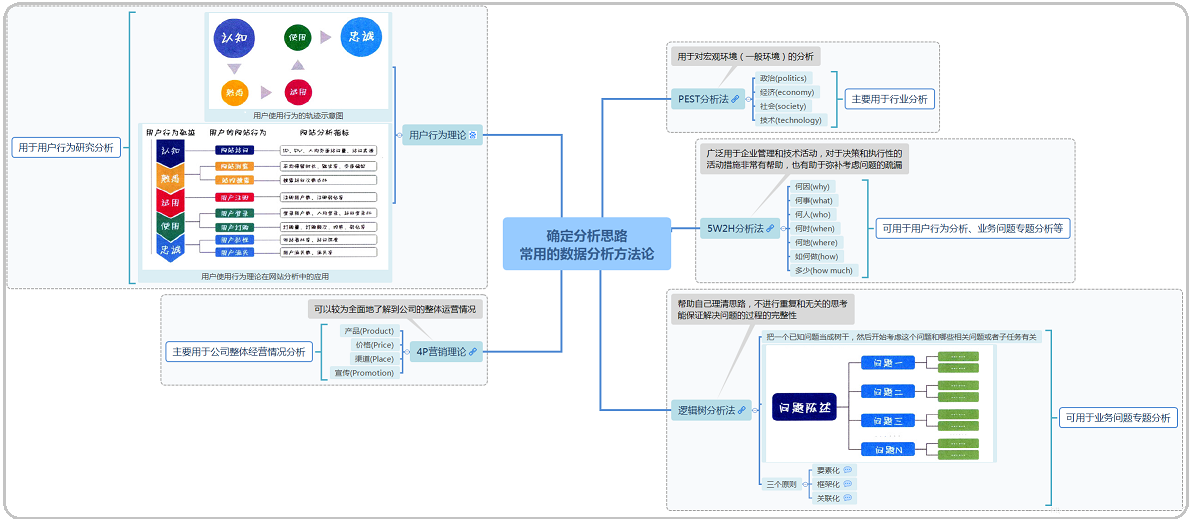 确定分析思路
常用的数据分析方法论
用户行为理论
认知
使用
忠诚
熟悉
试用
用户使用行为的轨迹示意图
用户行为轨迹
用户的网站行为
网站分析指标
认知
网站访问
熟悉
网站浏览
站内搜索
试用
用户注册
使用
用户登录
用户订购
忠诚
用户黏性
用户流失
用户使用行为理论在网站分析中的应用
用于用户行为研究分析
4P营销理论
可以较为全面地了解到公司的整体运营情况
产品(Product)
价格(Price)
渠道(Place)
宣传(Promotion)
主要用于公司整体经营情况分析
PEST分析法
用于对宏观环境(一般环境)的分析
政治(politics)
经济(economy)
社会(society)
技术(technology)
主要用于行业分析
5W2H分析法
广泛用于企业管理和技术活动,对于决策和执行性的
活动措施非常有帮助,也有助于弥补考虑问题的疏漏
何因(why)
何事(what)
何人(who)
何时(when)
何地(where)
如何做(how)
多少(how much)
可用于用户行为分析、业务问题专题分析等
逻辑树分析法
帮助自己理清思路,不进行重复和无关的思考
能保证解决问题的过程的完整性
把一个已知问题当成树干,然后开始考虑这个问题和哪些相关问题或者子任务有关
问题陈述
问题一
……
……
问题二
……
……
问题三
……
……
问题N
……
……
三个原则
要素化
框架化
关联化
可用于业务问题专题分析